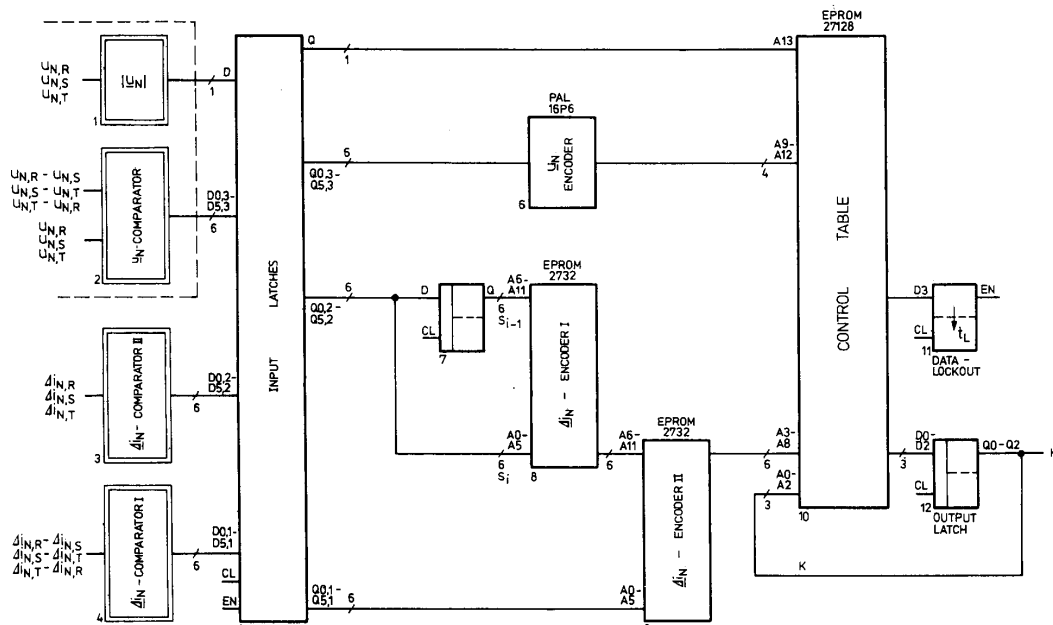 EPROM
27128
u_N,R
u_N,S
u_N,T
|u_N|
1
1
D
Q
1
A13
u_N,R - u_N,S
u_N,S - u_N,T
u_N,T - u_N,R
u_N,R
u_N,S
u_N,T
u_N-COMPARATOR
2
D0,3-
D5,3
6
6
Q0,3-
Q5,3
PAL
16P6
u_N
ENCODER
6
A9-
A12
4
INPUT LATCHES
CONTROL TABLE
6
Q0,2-
Q5,2
D
Q
CL
7
A6-
A11
6
S_i-1
EPROM
2732
Δi_N - ENCODER I
8
A0-
A5
6
S_i
D3
EN
CL
t_L
11
DATA -
LOCKOUT
Δi_N,R
Δi_N,S
Δi_N,T
Δi_N - COMPARATOR II
3
D0,2-
D5,2
6
A6-
A11
6
EPROM
2732
Δi_N - ENCODER II
A3-
A8
6
A0-
A2
3
10
D0-
D2
3
Q0-Q2
CL
12
OUTPUT
LATCH
K
Δi_N,R - Δi_N,S
Δi_N,S - Δi_N,T
Δi_N,T - Δi_N,R
Δi_N - COMPARATOR I
4
D0,1-
D5,1
6
CL
EN
Q0,1-
Q5,1
6
A0-
A5